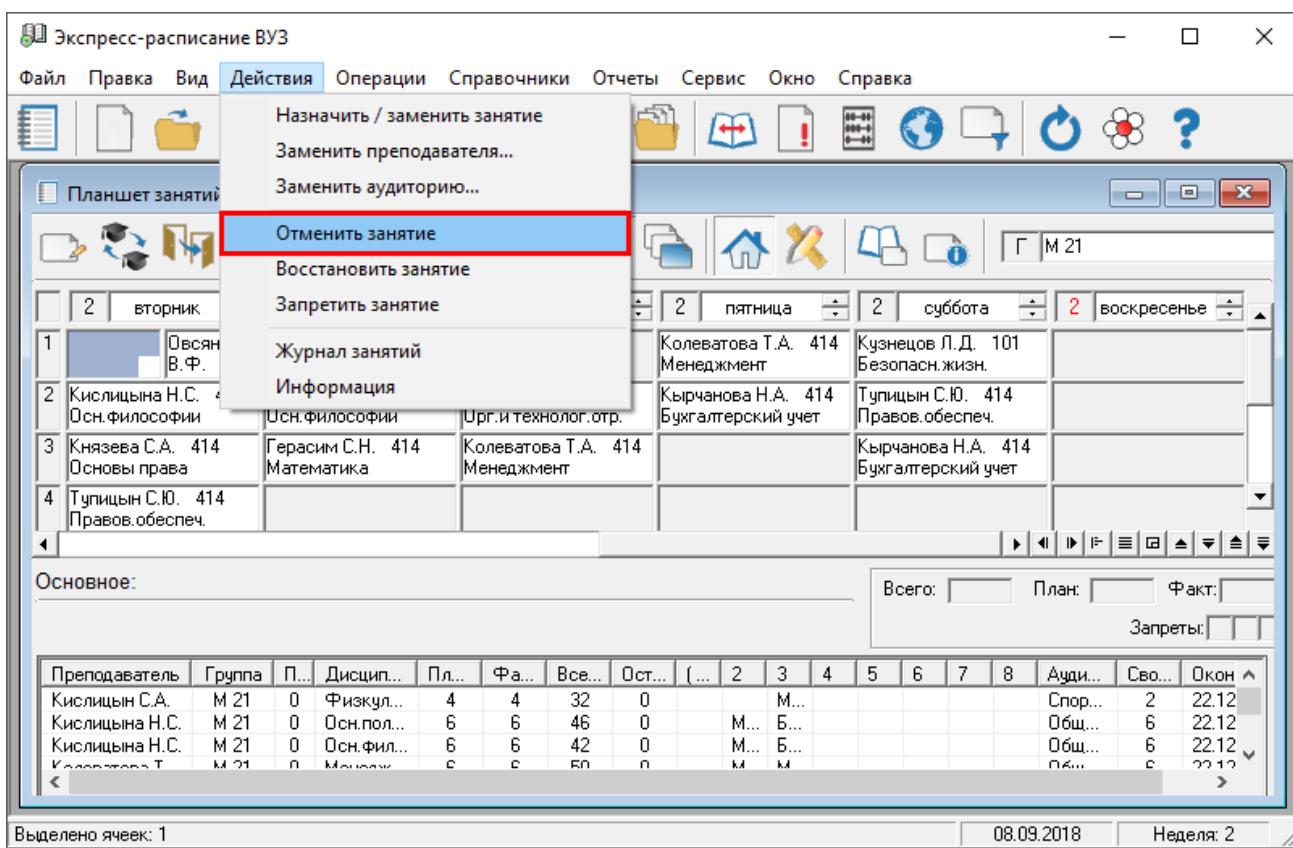 Экспресс-расписание ВУЗ
Файл Правка Вид Действия Операции Справочники Отчеты Сервис Окно Справка
Назначить / заменить занятие
Заменить преподавателя...
Заменить аудиторию...
Отменить занятие
Восстановить занятие
Запретить занятие
Журнал занятий
Информация
Планшет занятий
Г М 21
2 вторник 2 пятница 2 суббота 2 воскресенье
1 Овсян Колеватова Т.А. 414 Кузнецов Л.Д. 101
В.Ф. Менеджмент Безопасн.жизн.
2 Кислицына Н.С. Кырчанова Н.А. 414 Тупицын С.Ю. 414
Осн.философии Осн.философии Орг.и технолог.отр. Бухгалтерский учет Правов.обеспеч.
3 Князева С.А. 414 Герасим С.Н. 414 Колеватова Т.А. 414 Кырчанова Н.А. 414
Основы права Математика Менеджмент Бухгалтерский учет
4 Тупицын С.Ю. 414
Правов.обеспеч.
Основное:
Всего: План: Факт:
Запреты:
Преподаватель Группа П... Дисцип... Пл... Фа... Все... Ост... (... 2 3 4 5 6 7 8 Ауди... Сво... Окон
Кислицын С.А. М 21 0 Физкул... 4 4 32 0 М... Спор... 2 22.12
Кислицына Н.С. М 21 0 Осн.пол... 6 6 46 0 М... Б... Общ... 6 22.12
Кислицына Н.С. М 21 0 Осн.фил... 6 6 42 0 М... Б... Общ... 6 22.12
Выделено ячеек: 1 08.09.2018 Неделя: 2